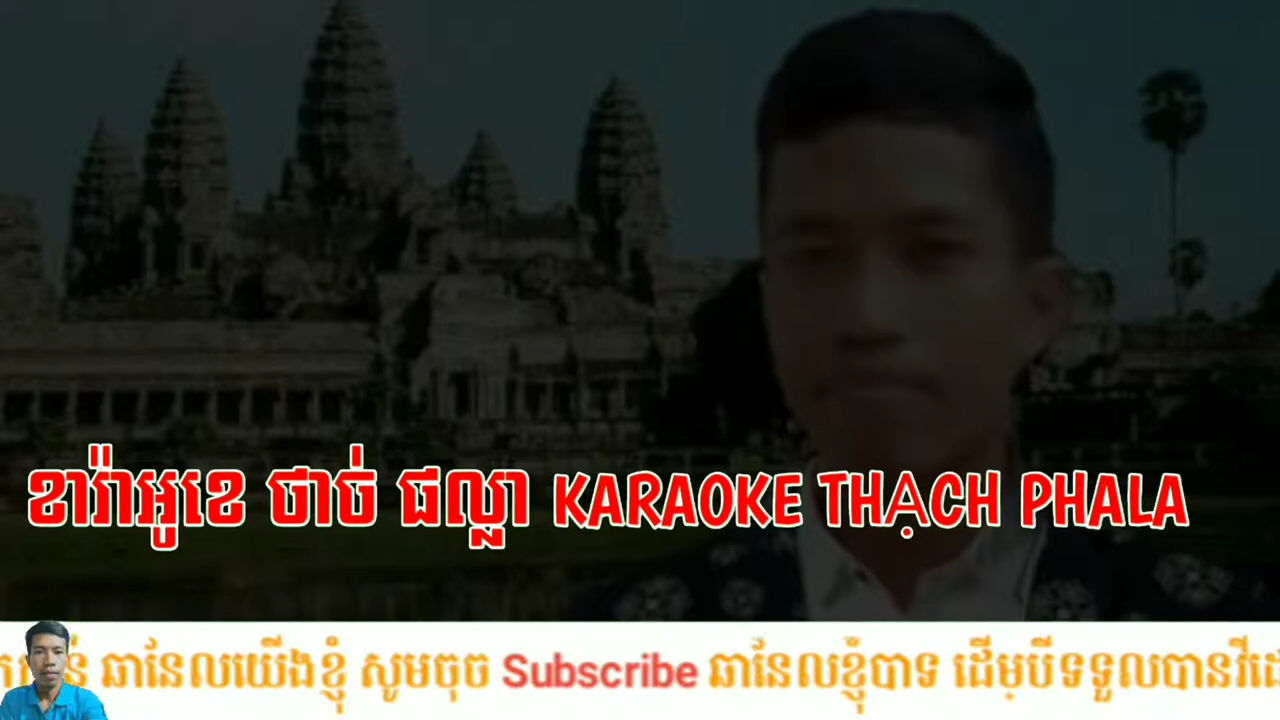 ខារ៉ាអូខេ ថាច់ ផល្លា KARAOKE THẠCH PHALA
ឆានែលយើងខ្ញុំ សូមចុច Subscribe ឆានែលខ្ញុំបាទ ដើម្បីទទួលបានវីដេ